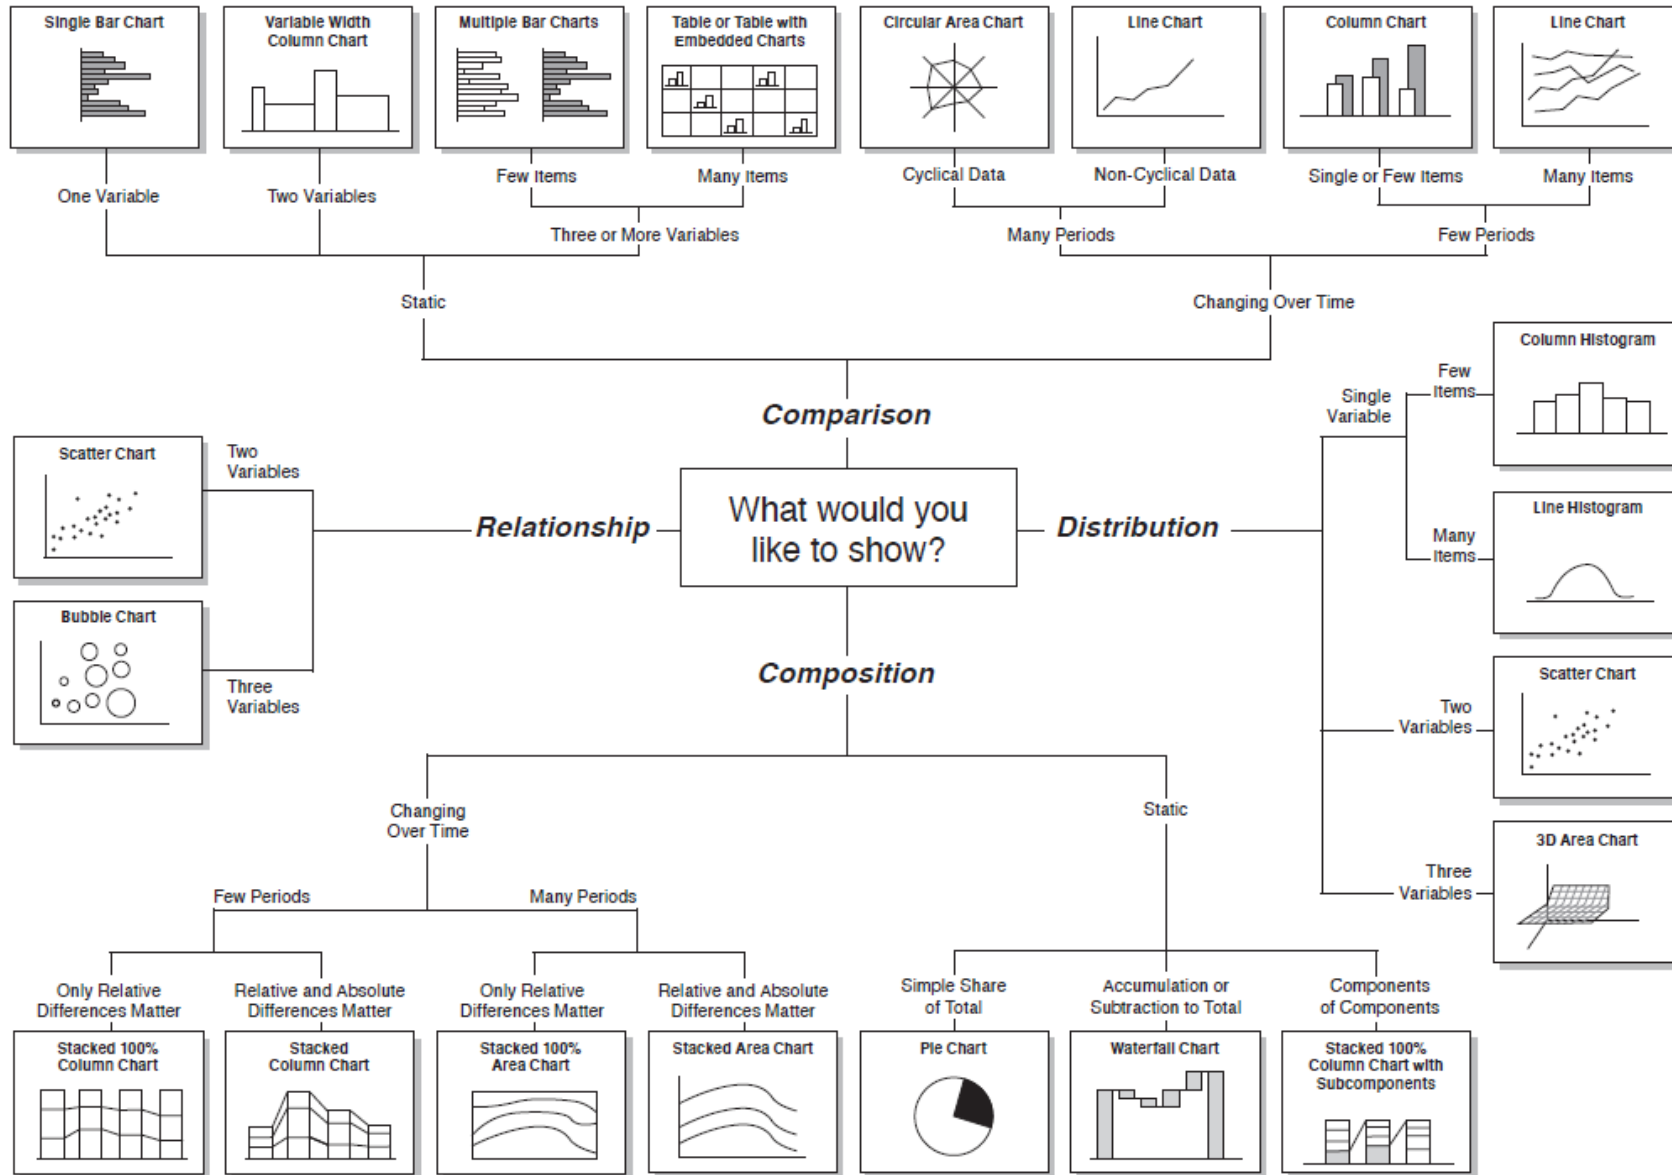 Single Bar Chart
Variable Width
Column Chart
Multiple Bar Charts
Table or Table with
Embedded Charts
Circular Area Chart
Line Chart
Column Chart
Line Chart
One Variable
Two Variables
Few Items
Many Items
Cyclical Data
Non-Cyclical Data
Single or Few Items
Many Items
Three or More Variables
Many Periods
Few Periods
Static
Changing Over Time
Comparison
Column Histogram
Single
Variable
Few
Items
Scatter Chart
Two
Variables
Relationship
What would you
like to show?
Distribution
Many
Items
Line Histogram
Bubble Chart
Three
Variables
Composition
Two
Variables
Scatter Chart
Changing
Over Time
Static
Three
Variables
3D Area Chart
Few Periods
Many Periods
Only Relative
Differences Matter
Relative and Absolute
Differences Matter
Only Relative
Differences Matter
Relative and Absolute
Differences Matter
Simple Share
of Total
Accumulation or
Subtraction to Total
Components
of Components
Stacked 100%
Column Chart
Stacked
Column Chart
Stacked 100%
Area Chart
Stacked Area Chart
Pie Chart
Waterfall Chart
Stacked 100%
Column Chart with
Subcomponents